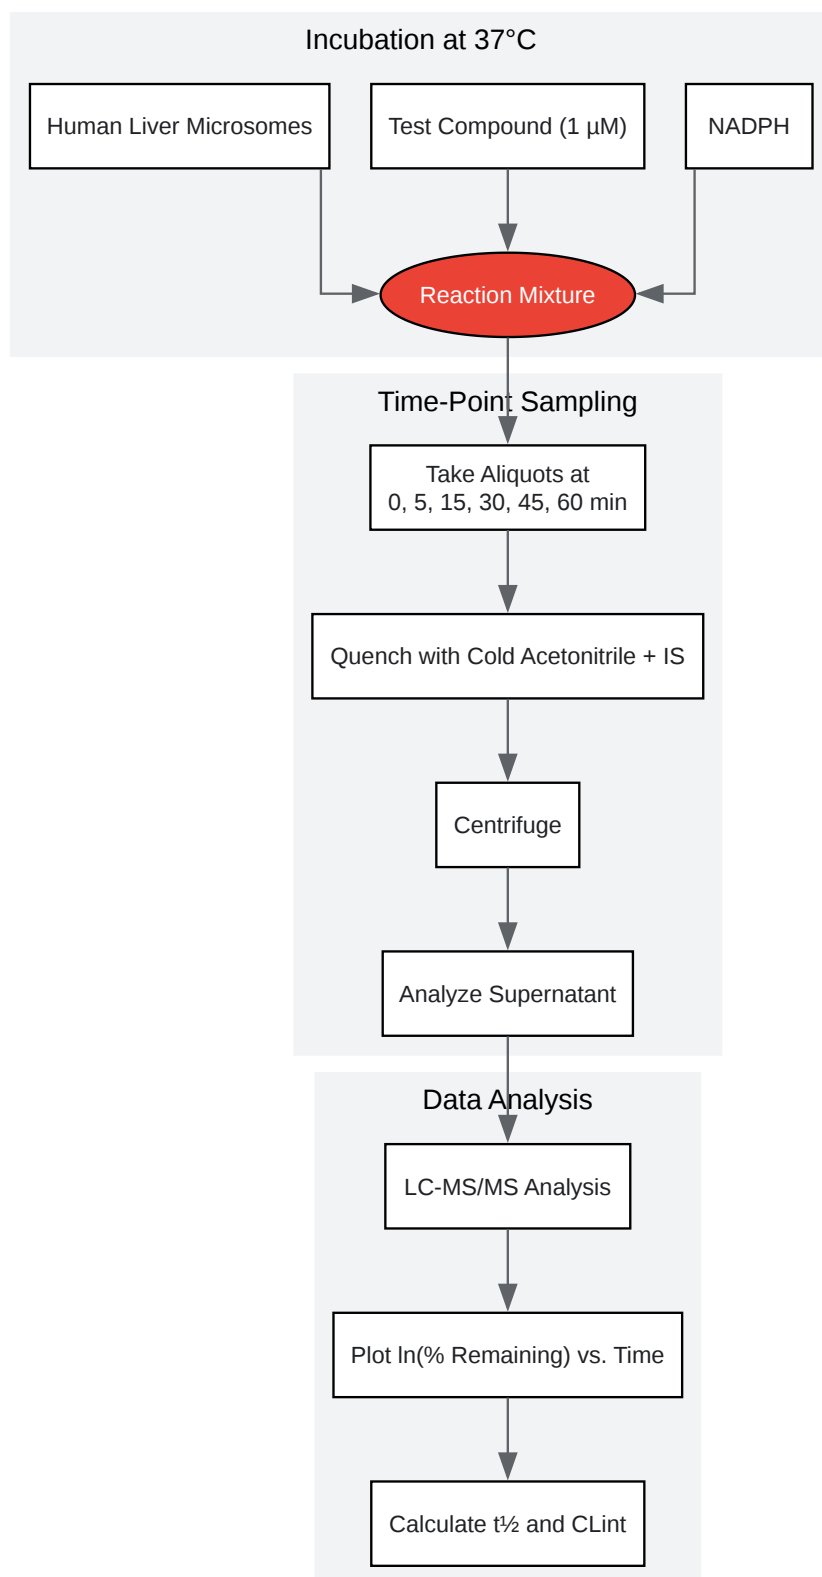 Incubation at 37°C
Human Liver Microsomes
Test Compound (1 µM)
NADPH
Reaction Mixture
Time-Point Sampling
Take Aliquots at
0, 5, 15, 30, 45, 60 min
Quench with Cold Acetonitrile + IS
Centrifuge
Analyze Supernatant
Data Analysis
LC-MS/MS Analysis
Plot ln(% Remaining) vs. Time
Calculate t½ and CLint